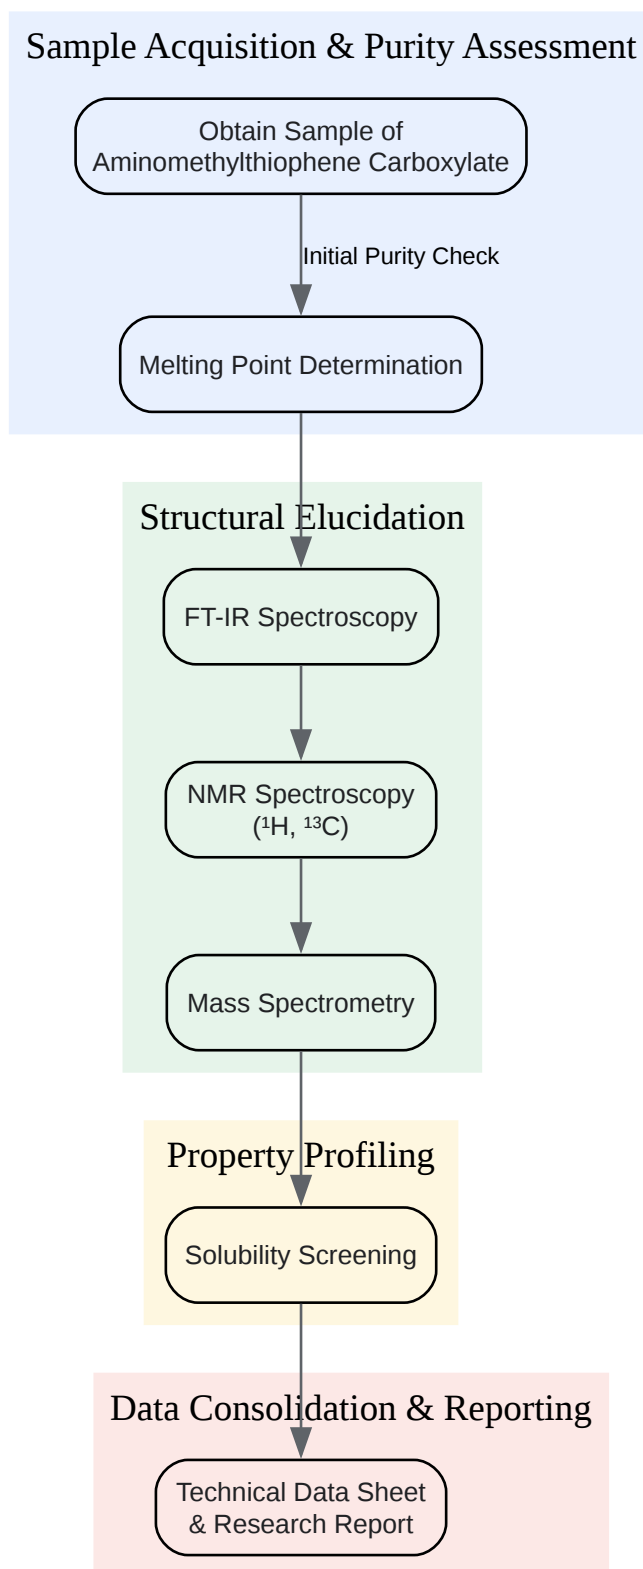 Sample Acquisition & Purity Assessment
Obtain Sample of
Aminomethylthiophene Carboxylate
Initial Purity Check
Melting Point Determination
Structural Elucidation
FT-IR Spectroscopy
NMR Spectroscopy
(¹H, ¹³C)
Mass Spectrometry
Property Profiling
Solubility Screening
Data Consolidation & Reporting
Technical Data Sheet
& Research Report